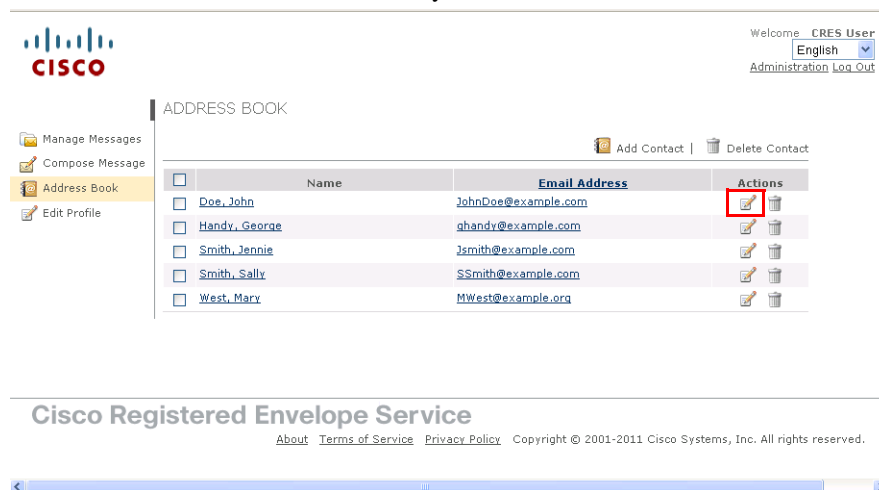 Welcome CRES User
English
Administration Log Out
CISCO
ADDRESS BOOK
Manage Messages
Compose Message
Address Book
Edit Profile
Add Contact | Delete Contact
Name Email Address Actions
Doe, John JohnDoe@example.com
Handy, George ghandy@example.com
Smith, Jennie Jsmith@example.com
Smith, Sally SSmith@example.com
West, Mary MWest@example.org
Cisco Registered Envelope Service
About Terms of Service Privacy Policy Copyright © 2001-2011 Cisco Systems, Inc. All rights reserved.